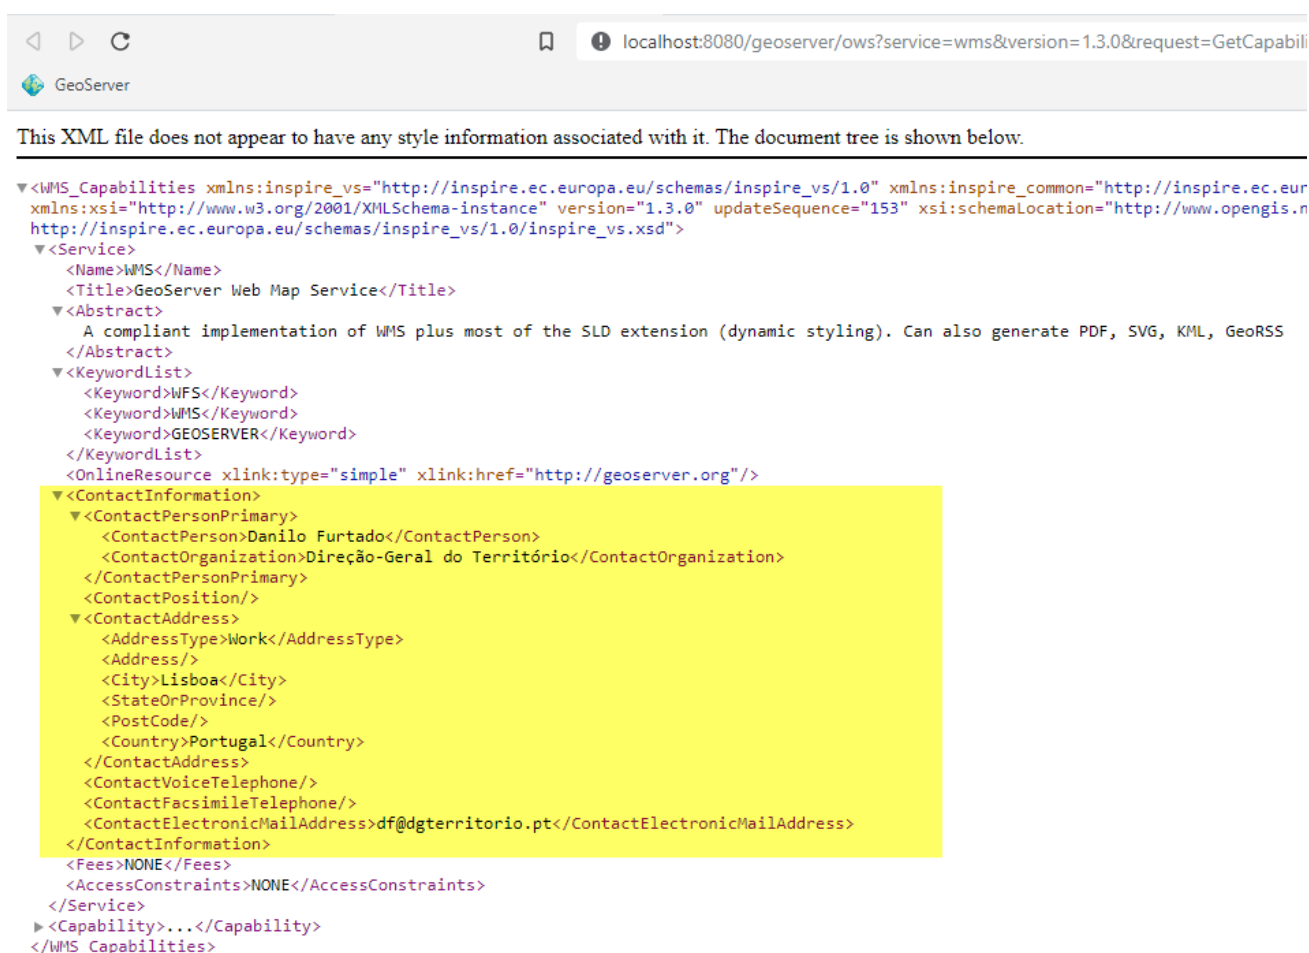 localhost:8080/geoserver/ows?service=wms&version=1.3.0&request=GetCapabili
GeoServer
This XML file does not appear to have any style information associated with it. The document tree is shown below.
▼<WMS_Capabilities xmlns:inspire_vs="http://inspire.ec.europa.eu/schemas/inspire_vs/1.0" xmlns:inspire_common="http://inspire.ec.eur
xmlns:xsi="http://www.w3.org/2001/XMLSchema-instance" version="1.3.0" updateSequence="153" xsi:schemaLocation="http://www.opengis.n
http://inspire.ec.europa.eu/schemas/inspire_vs/1.0/inspire_vs.xsd">
▼<Service>
<Name>WMS</Name>
<Title>GeoServer Web Map Service</Title>
▼<Abstract>
A compliant implementation of WMS plus most of the SLD extension (dynamic styling). Can also generate PDF, SVG, KML, GeoRSS
</Abstract>
▼<KeywordList>
<Keyword>WFS</Keyword>
<Keyword>WMS</Keyword>
<Keyword>GEOSERVER</Keyword>
</KeywordList>
<OnlineResource xlink:type="simple" xlink:href="http://geoserver.org"/>
▼<ContactInformation>
▼<ContactPersonPrimary>
<ContactPerson>Danilo Furtado</ContactPerson>
<ContactOrganization>Direção-Geral do Território</ContactOrganization>
</ContactPersonPrimary>
<ContactPosition/>
▼<ContactAddress>
<AddressType>Work</AddressType>
<Address/>
<City>Lisboa</City>
<StateOrProvince/>
<PostCode/>
<Country>Portugal</Country>
</ContactAddress>
<ContactVoiceTelephone/>
<ContactFacsimileTelephone/>
<ContactElectronicMailAddress>df@dgterritorio.pt</ContactElectronicMailAddress>
</ContactInformation>
<Fees>NONE</Fees>
<AccessConstraints>NONE</AccessConstraints>
</Service>
▶<Capability>...</Capability>
</WMS_Capabilities>